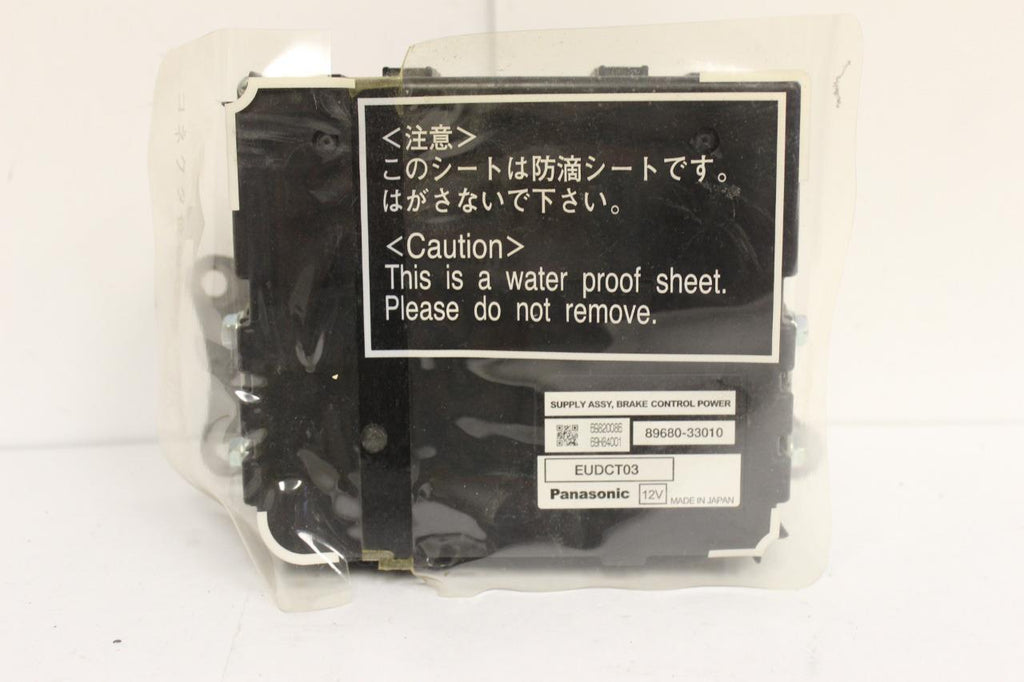 <注意>
このシートは防滴シートです。
はがさないで下さい。
<Caution>
This is a water proof sheet.
Please do not remove.
SUPPLY ASSY, BRAKE CONTROL POWER
89680-33010
EUDCT03
Panasonic 12V MADE IN JAPAN